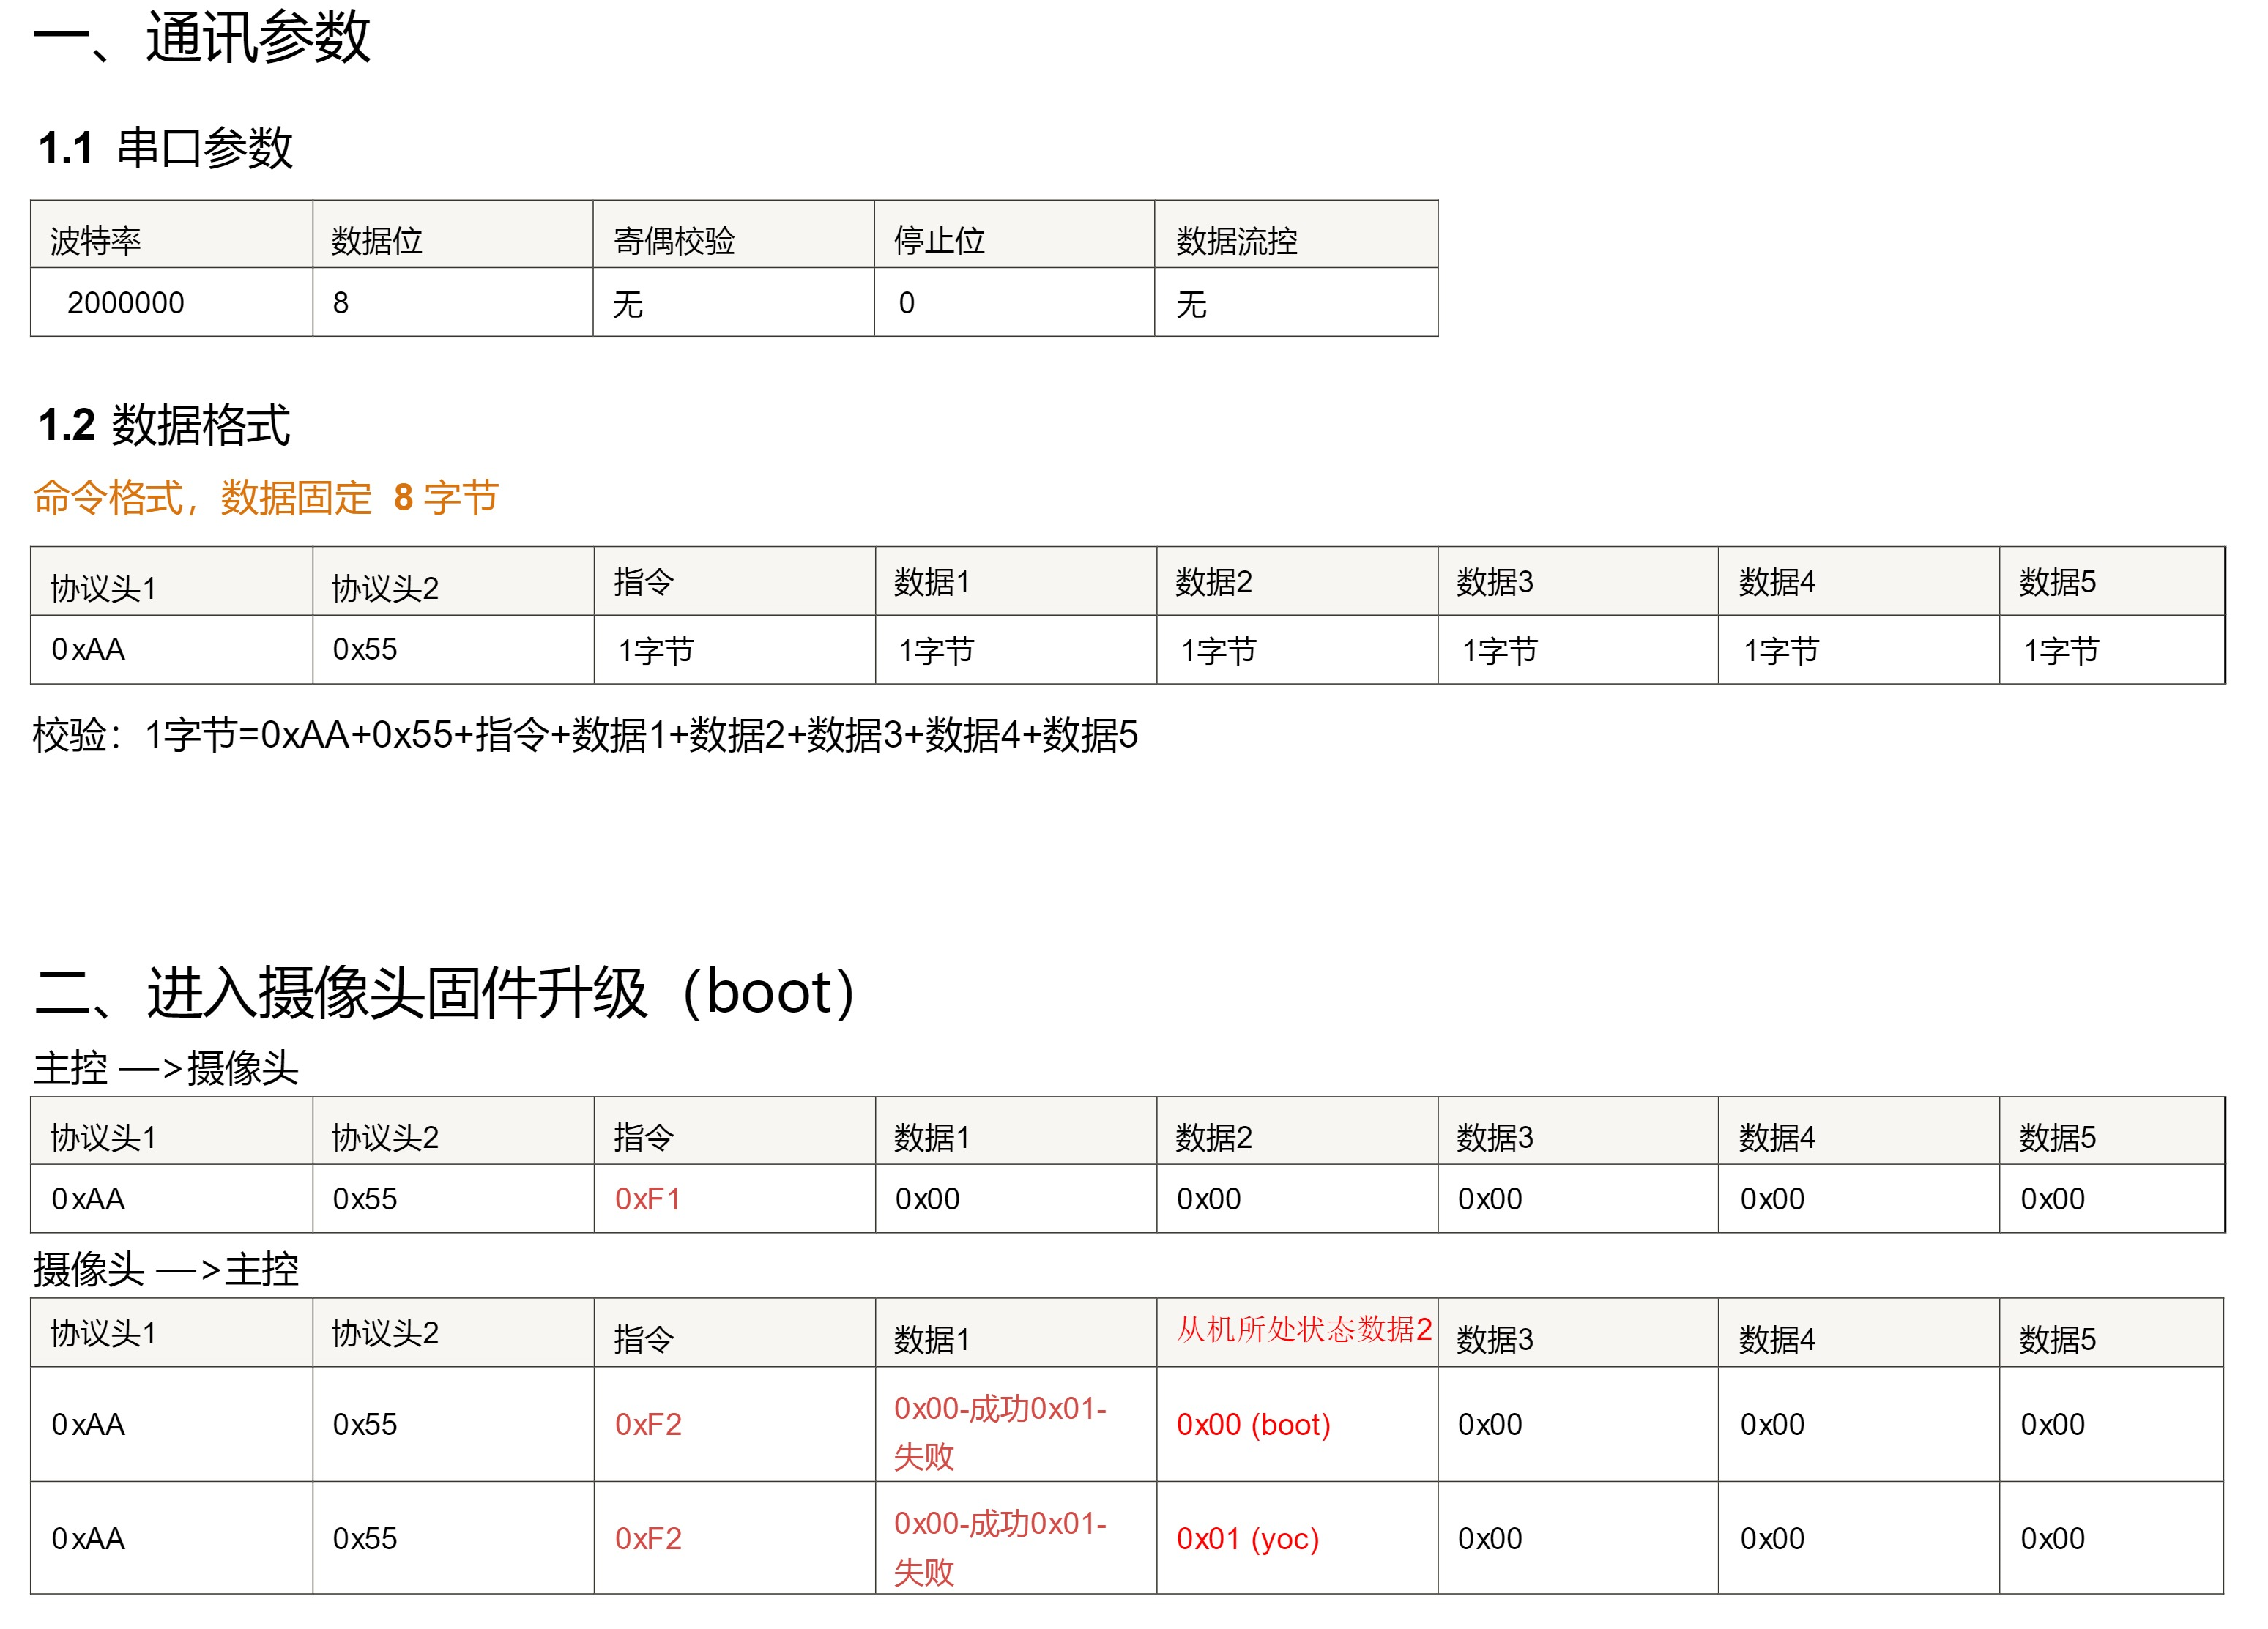 一、通讯参数
1.1 串口参数
波特率 数据位 寄偶校验 停止位 数据流控
2000000 8 无 0 无
1.2 数据格式
命令格式，数据固定 8 字节
协议头1 协议头2 指令 数据1 数据2 数据3 数据4 数据5
0xAA 0x55 1字节 1字节 1字节 1字节 1字节 1字节
校验：1字节=0xAA+0x55+指令+数据1+数据2+数据3+数据4+数据5
二、进入摄像头固件升级（boot）
主控 —>摄像头
协议头1 协议头2 指令 数据1 数据2 数据3 数据4 数据5
0xAA 0x55 0xF1 0x00 0x00 0x00 0x00 0x00
摄像头 —>主控
协议头1 协议头2 指令 数据1 从机所处状态数据2 数据3 数据4 数据5
0xAA 0x55 0xF2 0x00-成功0x01-
失败 0x00 (boot) 0x00 0x00 0x00
0xAA 0x55 0xF2 0x00-成功0x01-
失败 0x01 (yoc) 0x00 0x00 0x00